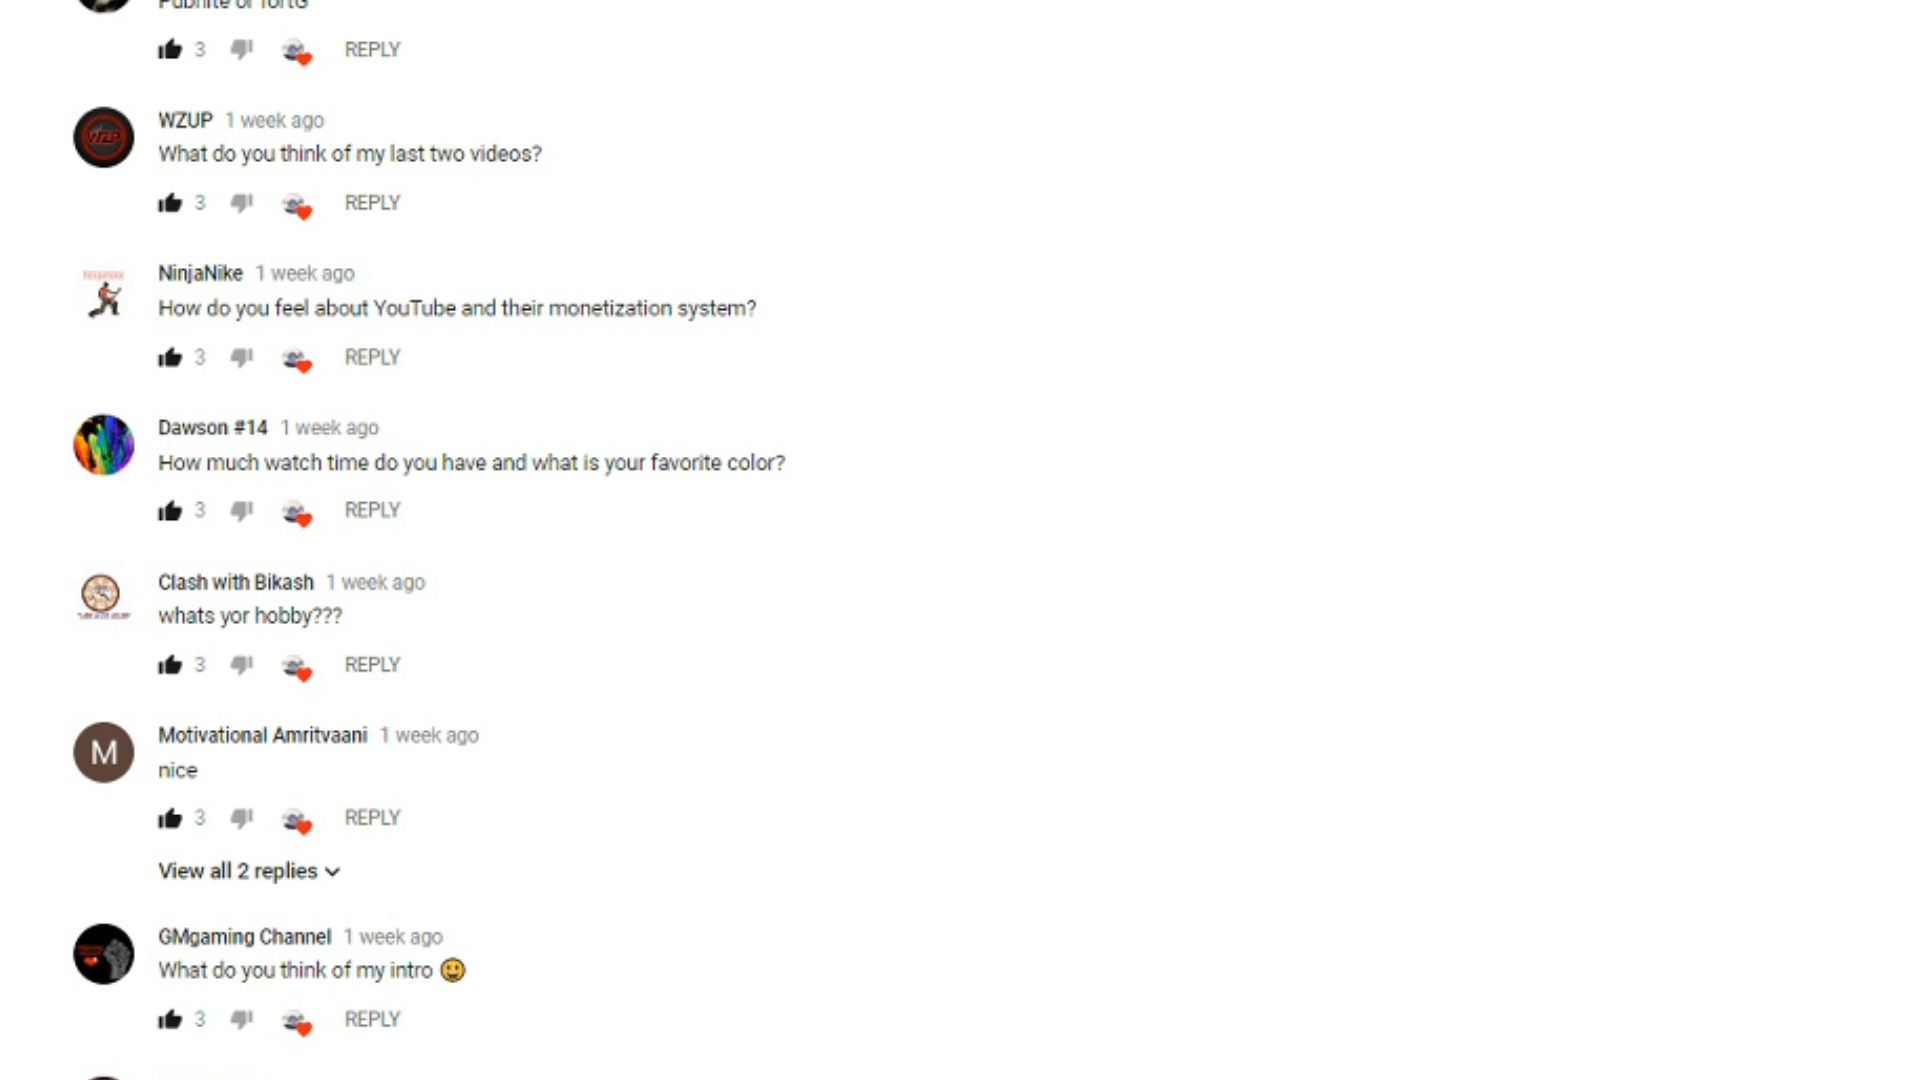 3 REPLY
WZUP 1 week ago
What do you think of my last two videos?
3 REPLY
NinjaNike 1 week ago
How do you feel about YouTube and their monetization system?
3 REPLY
Dawson #14 1 week ago
How much watch time do you have and what is your favorite color?
3 REPLY
Clash with Bikash 1 week ago
whats yor hobby???
3 REPLY
M
Motivational Amritvaani 1 week ago
nice
3 REPLY
View all 2 replies
GMgaming Channel 1 week ago
What do you think of my intro 😀
3 REPLY